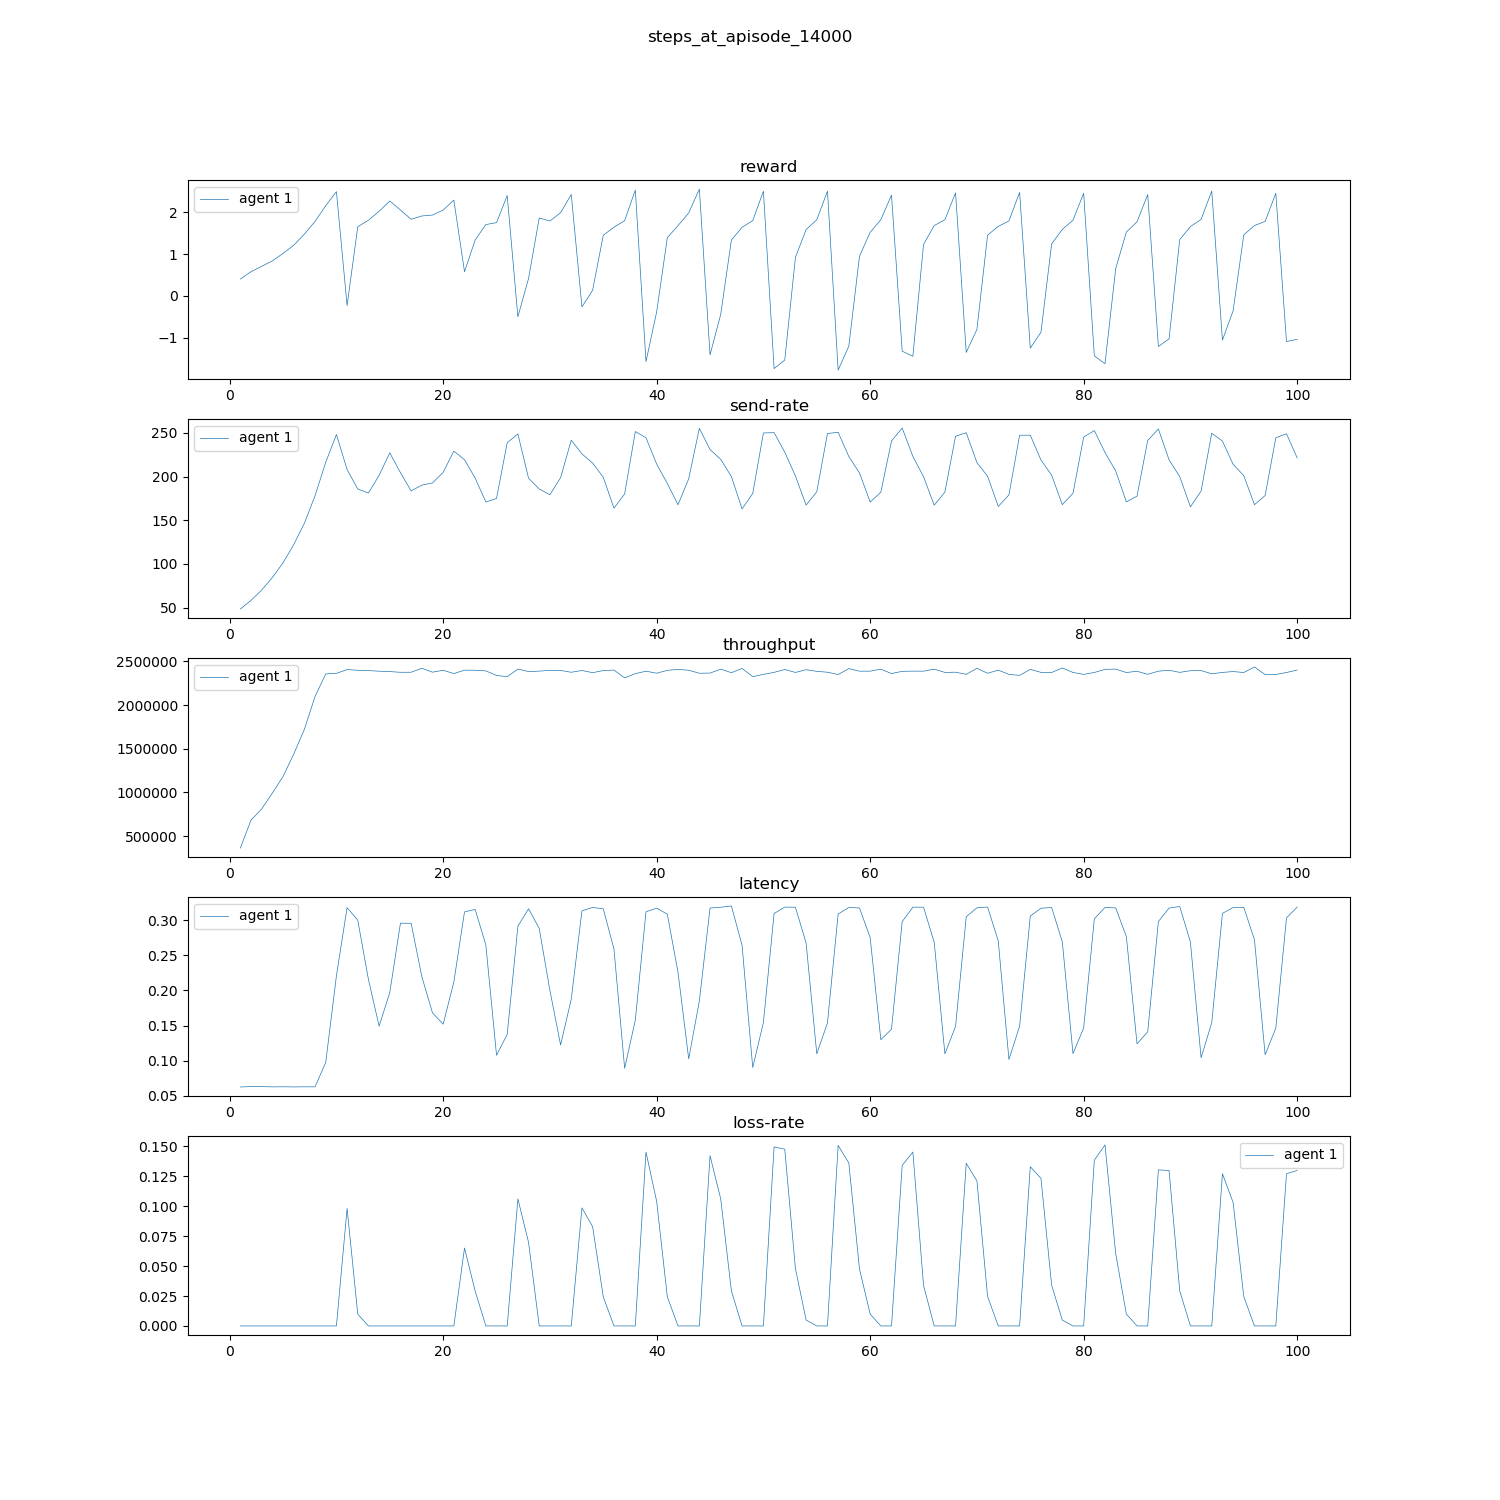 steps_at_apisode_14000
reward
agent 1
2
1
0
−1
0 20 40 60 80 100
send-rate
agent 1
250
200
150
100
50
0 20 40 60 80 100
throughput
agent 1
2500000
2000000
1500000
1000000
500000
0 20 40 60 80 100
latency
agent 1
0.30
0.25
0.20
0.15
0.10
0.05
0 20 40 60 80 100
loss-rate
agent 1
0.150
0.125
0.100
0.075
0.050
0.025
0.000
0 20 40 60 80 100